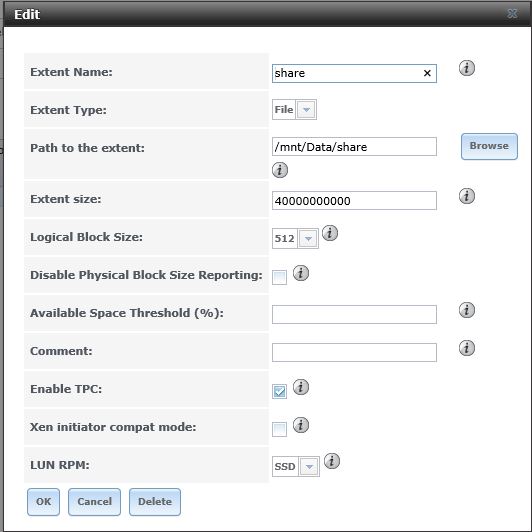 Edit
Extent Name: share
Extent Type: File
Path to the extent: /mnt/Data/share Browse
Extent size: 40000000000
Logical Block Size: 512
Disable Physical Block Size Reporting:
Available Space Threshold (%):
Comment:
Enable TPC:
Xen initiator compat mode:
LUN RPM: SSD
OK Cancel Delete